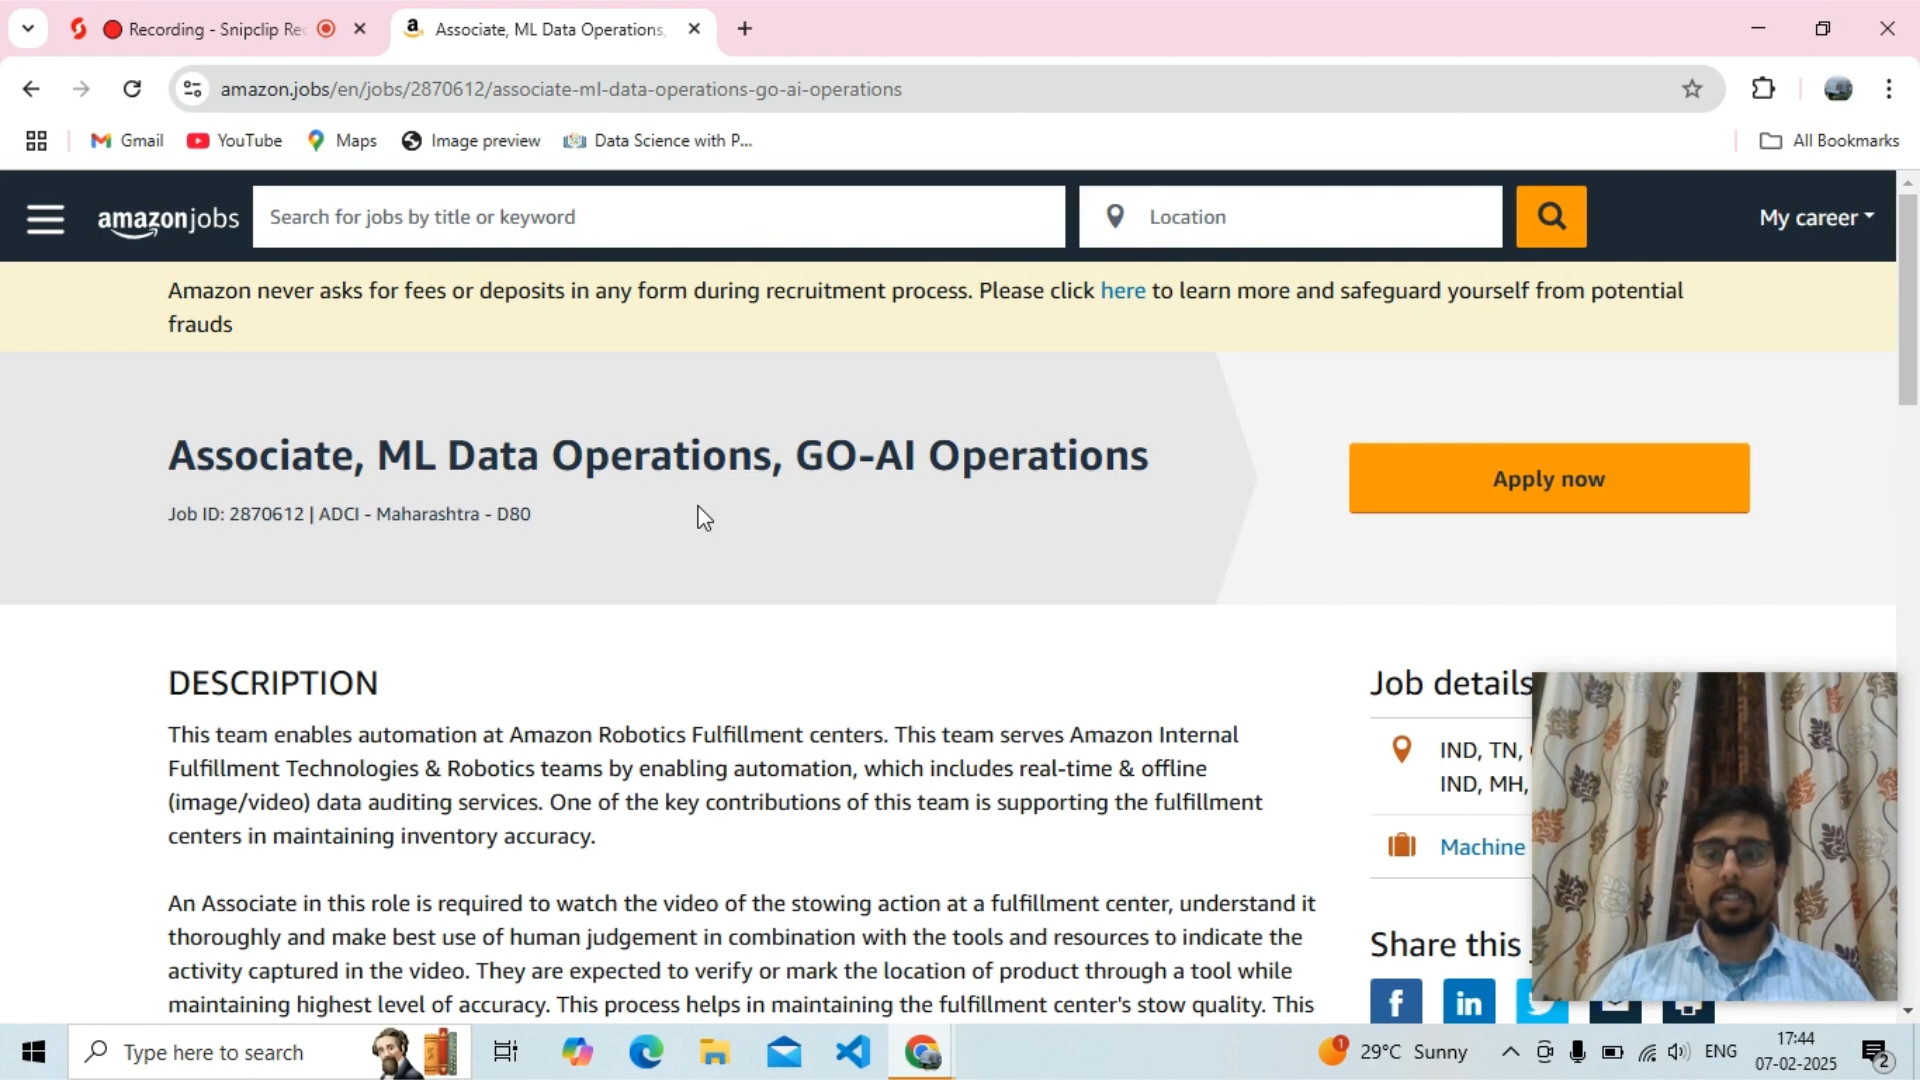 Recording - Snipclip Rec
Associate, ML Data Operations,
amazon.jobs/en/jobs/2870612/associate-ml-data-operations-go-ai-operations
Gmail
YouTube
Maps
Image preview
Data Science with P...
All Bookmarks
amazonjobs
Search for jobs by title or keyword
Location
My career
Amazon never asks for fees or deposits in any form during recruitment process. Please click here to learn more and safeguard yourself from potential
frauds
Associate, ML Data Operations, GO-AI Operations
Job ID: 2870612 | ADCI - Maharashtra - D80
Apply now
DESCRIPTION
This team enables automation at Amazon Robotics Fulfillment centers. This team serves Amazon Internal
Fulfillment Technologies & Robotics teams by enabling automation, which includes real-time & offline
(image/video) data auditing services. One of the key contributions of this team is supporting the fulfillment
centers in maintaining inventory accuracy.
An Associate in this role is required to watch the video of the stowing action at a fulfillment center, understand it
thoroughly and make best use of human judgement in combination with the tools and resources to indicate the
activity captured in the video. They are expected to verify or mark the location of product through a tool while
maintaining highest level of accuracy. This process helps in maintaining the fulfillment center's stow quality. This
Job details
IND, TN,
IND, MH,
Machine
Share this
Type here to search
1
29°C Sunny
ENG
17:44
07-02-2025
2